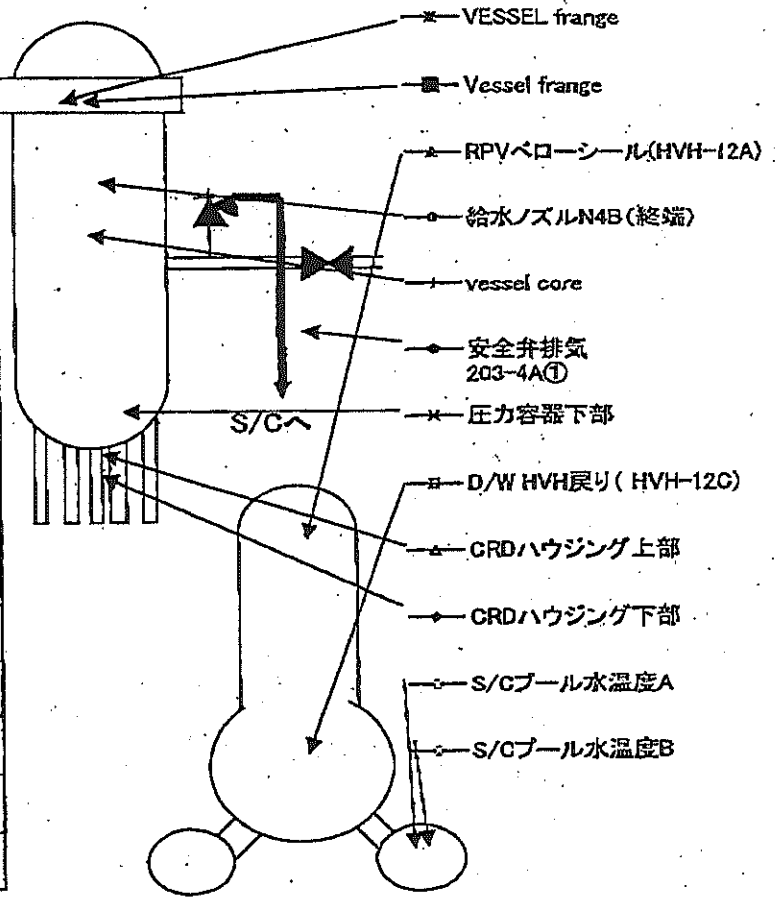 VESSEL frange
Vessel frange
RPVベローシール(HVH-12A)
給水ノズルN4B(終端)
vessel core
安全弁排気
203-4A①
圧力容器下部
S/Cへ
D/W HVH戻り( HVH-12C)
CRDハウジング上部
CRDハウジング下部
S/Cプール水温度A
S/Cプール水温度B